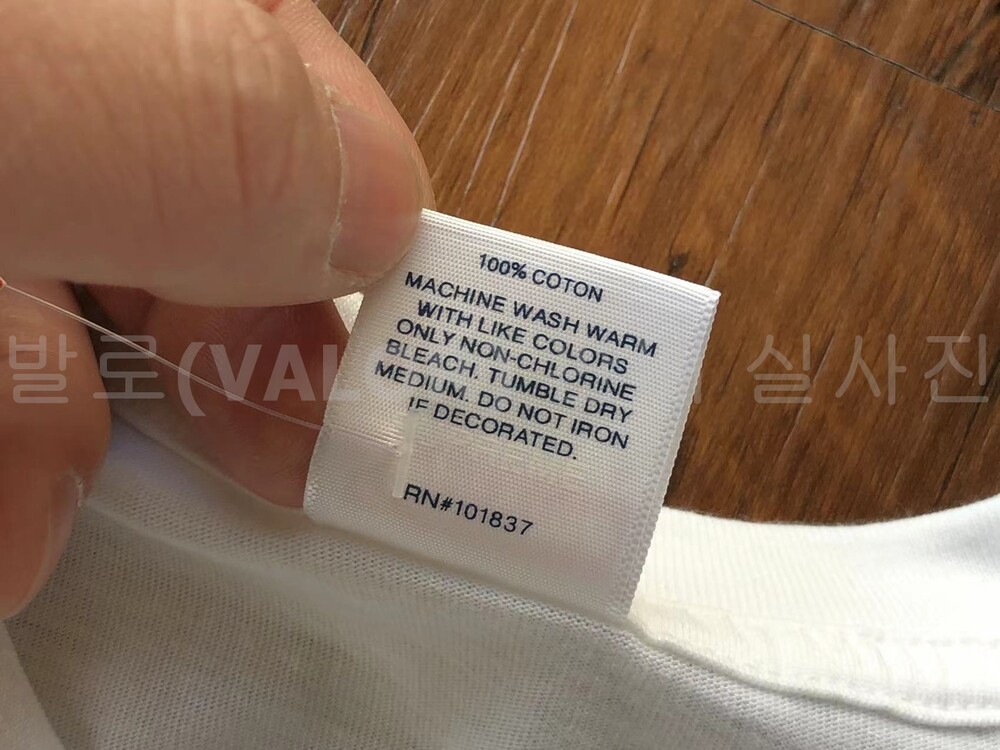 100% COTON
MACHINE WASH WARM
WITH LIKE COLORS
ONLY NON-CHLORINE
BLEACH. TUMBLE DRY
MEDIUM. DO NOT IRON
IF DECORATED.
RN#101837
발로(VAL 실사진